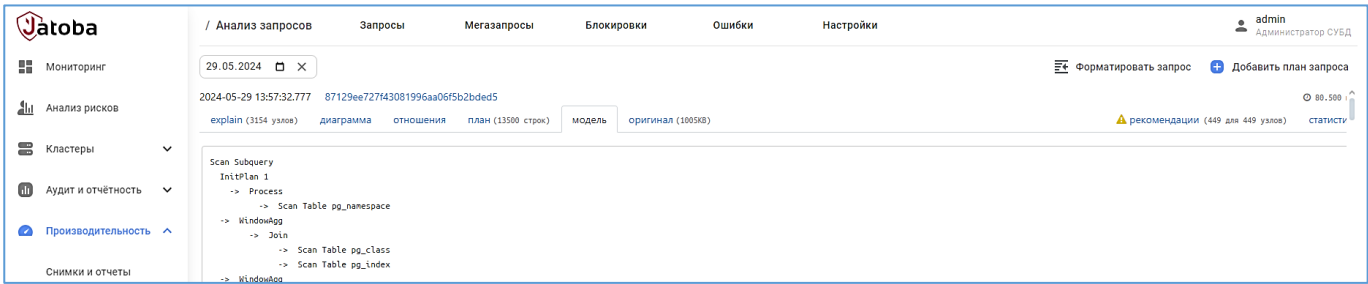 Jatoba
/ Анализ запросов Запросы Мегазапросы Блокировки Ошибки Настройки
admin
Администратор СУБД
Мониторинг
Анализ рисков
Кластеры
Аудит и отчётность
Производительность
Снимки и отчеты
29.05.2024
Форматировать запрос Добавить план запроса
2024-05-29 13:57:32.777 87129ee727f43081996aa06f5b2bded5 80.500
explain (3154 узлов) диаграмма отношения план (13500 строк) модель оригинал (1005KB) рекомендации (449 для 449 узлов) статисти
Scan Subquery
InitPlan 1
-> Process
-> Scan Table pg_namespace
-> WindowAgg
-> Join
-> Scan Table pg_class
-> Scan Table pg_index
-> WindowAgg